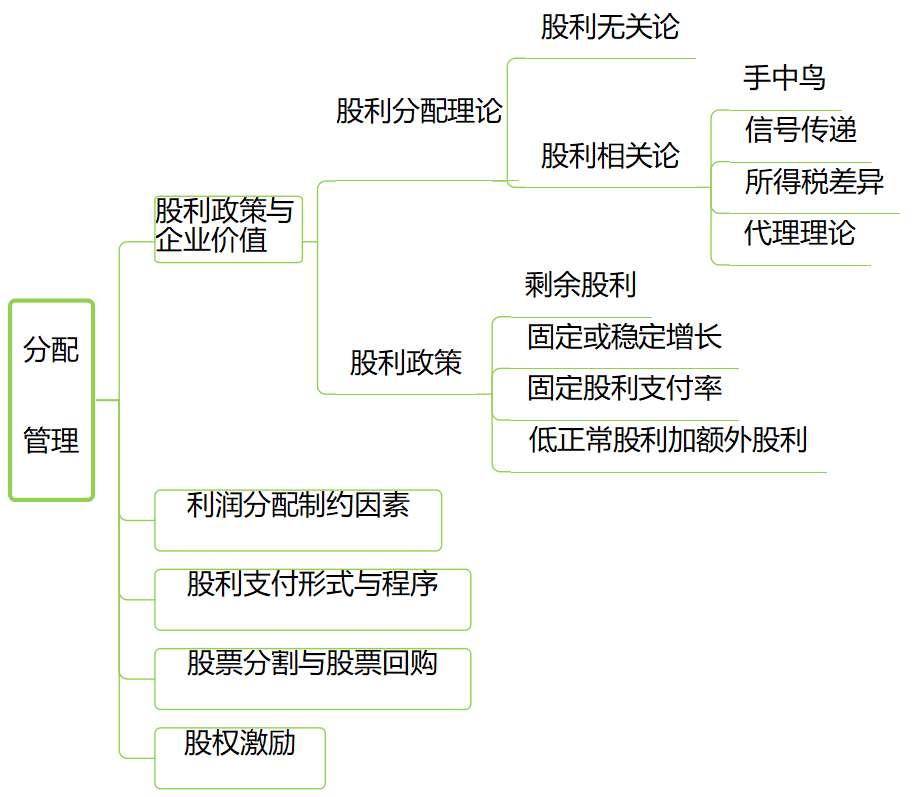 分配
管理
股利政策与
企业价值
股利分配理论
股利无关论
股利相关论
手中鸟
信号传递
所得税差异
代理理论
股利政策
剩余股利
固定或稳定增长
固定股利支付率
低正常股利加额外股利
利润分配制约因素
股利支付形式与程序
股票分割与股票回购
股权激励